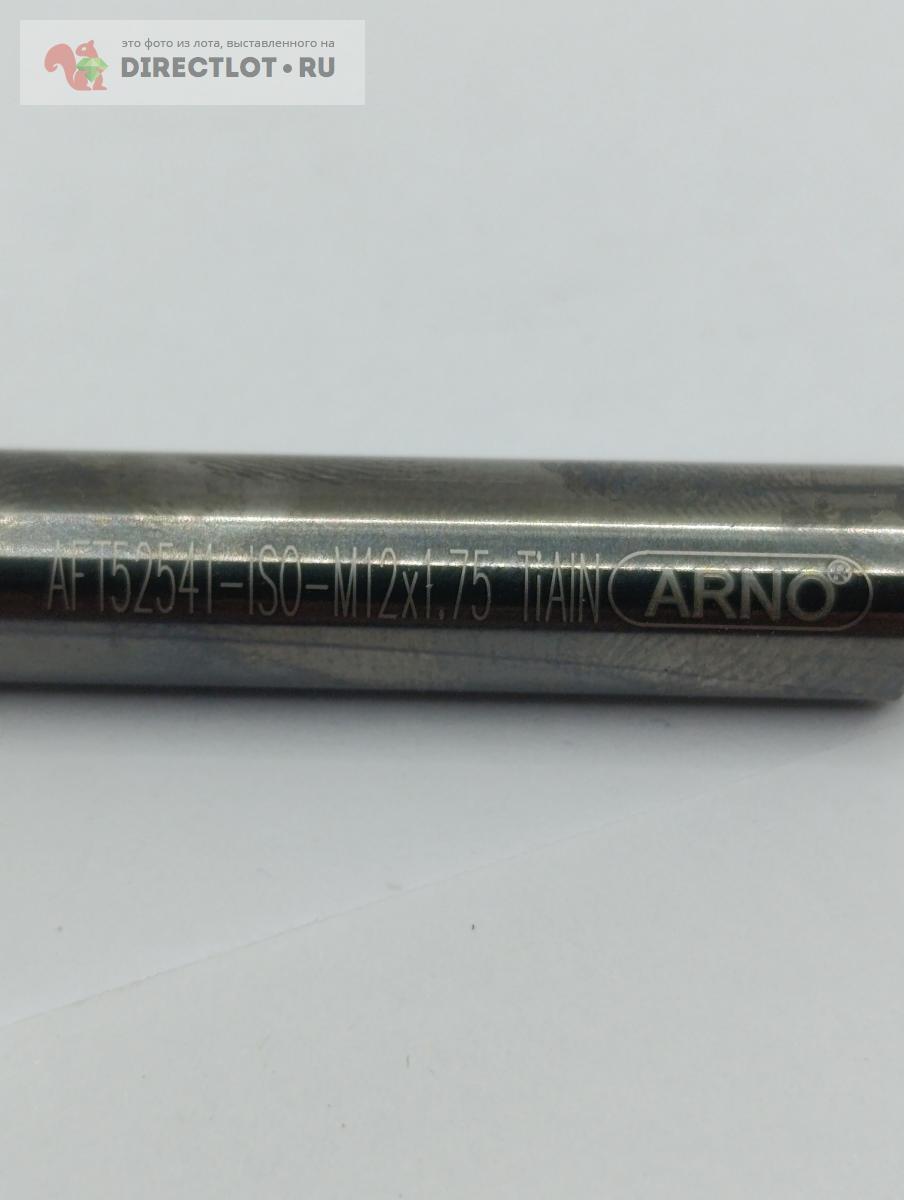 это фото из лота, выставленного на
DIRECTLOT•RU
AFT52541-ISO-M12x1.75 TiAlN ARNO®